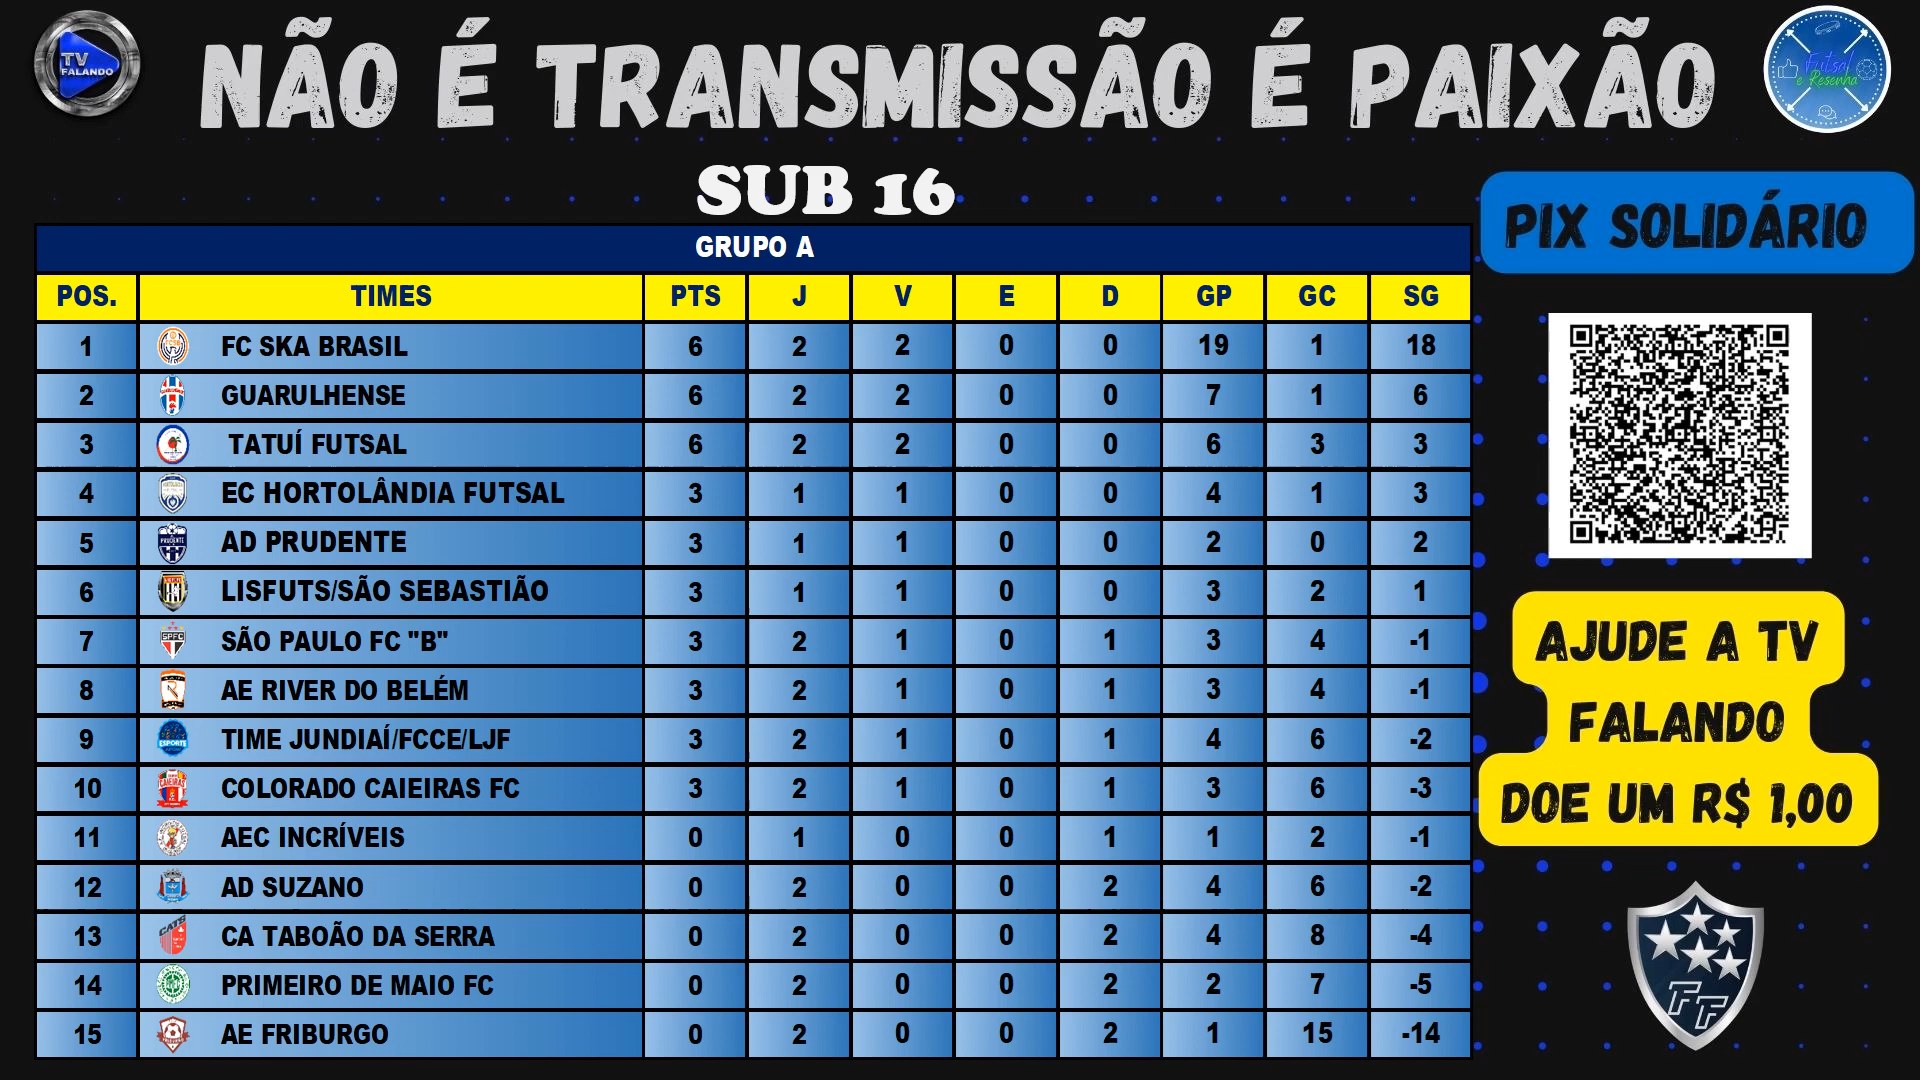 TV
FALANDO
NÃO É TRANSMISSÃO É PAIXÃO
Futsal
e Resenha
SUB 16
PIX SOLIDÁRIO
GRUPO A
POS. TIMES PTS J V E D GP GC SG
1 FC SKA BRASIL 6 2 2 0 0 19 1 18
2 GUARULHENSE 6 2 2 0 0 7 1 6
3 TATUÍ FUTSAL 6 2 2 0 0 6 3 3
4 EC HORTOLÂNDIA FUTSAL 3 1 1 0 0 4 1 3
5 PRUDENTE AD PRUDENTE 3 1 1 0 0 2 0 2
6 LISFUTS/SÃO SEBASTIÃO 3 1 1 0 0 3 2 1
7 SPFC SÃO PAULO FC "B" 3 2 1 0 1 3 4 -1
8 AE RIVER DO BELÉM 3 2 1 0 1 3 4 -1
9 ESPORTE TIME JUNDIAÍ/FCCE/LJF 3 2 1 0 1 4 6 -2
10 CAIEIRAS COLORADO CAIEIRAS FC 3 2 1 0 1 3 6 -3
11 AEC INCRÍVEIS 0 1 0 0 1 1 2 -1
12 AD SUZANO 0 2 0 0 2 4 6 -2
13 CATS CA TABOÃO DA SERRA 0 2 0 0 2 4 8 -4
14 PRIMEIRO DE MAIO FC 0 2 0 0 2 2 7 -5
15 AE FRIBURGO 0 2 0 0 2 1 15 -14
AJUDE A TV
FALANDO
DOE UM R$ 1,00
FF